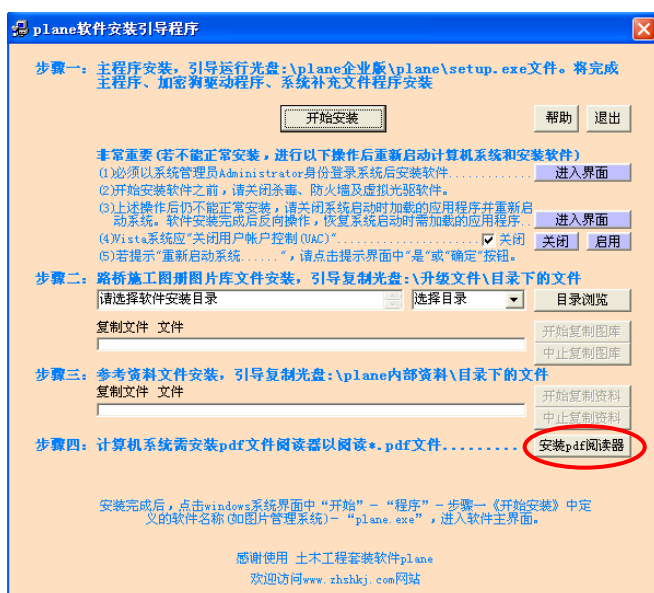 plane软件安装引导程序
步骤一: 主程序安装，引导运行光盘:\plane企业版\plane\setup.exe文件。将完成
主程序、加密狗驱动程序、系统补充文件程序安装
开始安装 帮助 退出
非常重要(若不能正常安装，进行以下操作后重新启动计算机系统和安装软件)
(1)必须以系统管理员Administrator身份登录系统后安装软件............. 进入界面
(2)开始安装软件之前，请关闭杀毒、防火墙及虚拟光驱软件。
(3)上述操作后仍不能正常安装，请关闭系统启动时加载的应用程序并重新启
动系统。软件安装完成后反向操作，恢复系统启动时需加载的应用程序.. 进入界面
(4)Vista系统应"关闭用户帐户控制(UAC)"...................... 关闭 关闭 启用
(5)若提示"重新启动系统......"，请点击提示界面中"是"或"确定"按钮。
步骤二: 路桥施工图册图片库文件安装，引导复制光盘:\升级文件\目录下的文件
请选择软件安装目录 选择目录 目录浏览
复制文件 文件
开始复制图库
中止复制图库
步骤三: 参考资料文件安装，引导复制光盘:\plane内部资料\目录下的文件
复制文件 文件
开始复制资料
中止复制资料
步骤四: 计算机系统需安装pdf文件阅读器以阅读*.pdf文件......... 安装pdf阅读器
安装完成后，点击windows系统界面中“开始”-“程序”-步骤一《开始安装》中定
义的软件名称(如图片管理系统)-“plane.exe”,进入软件主界面。
感谢使用 土木工程套装软件plane
欢迎访问www.zhshkj.com网站